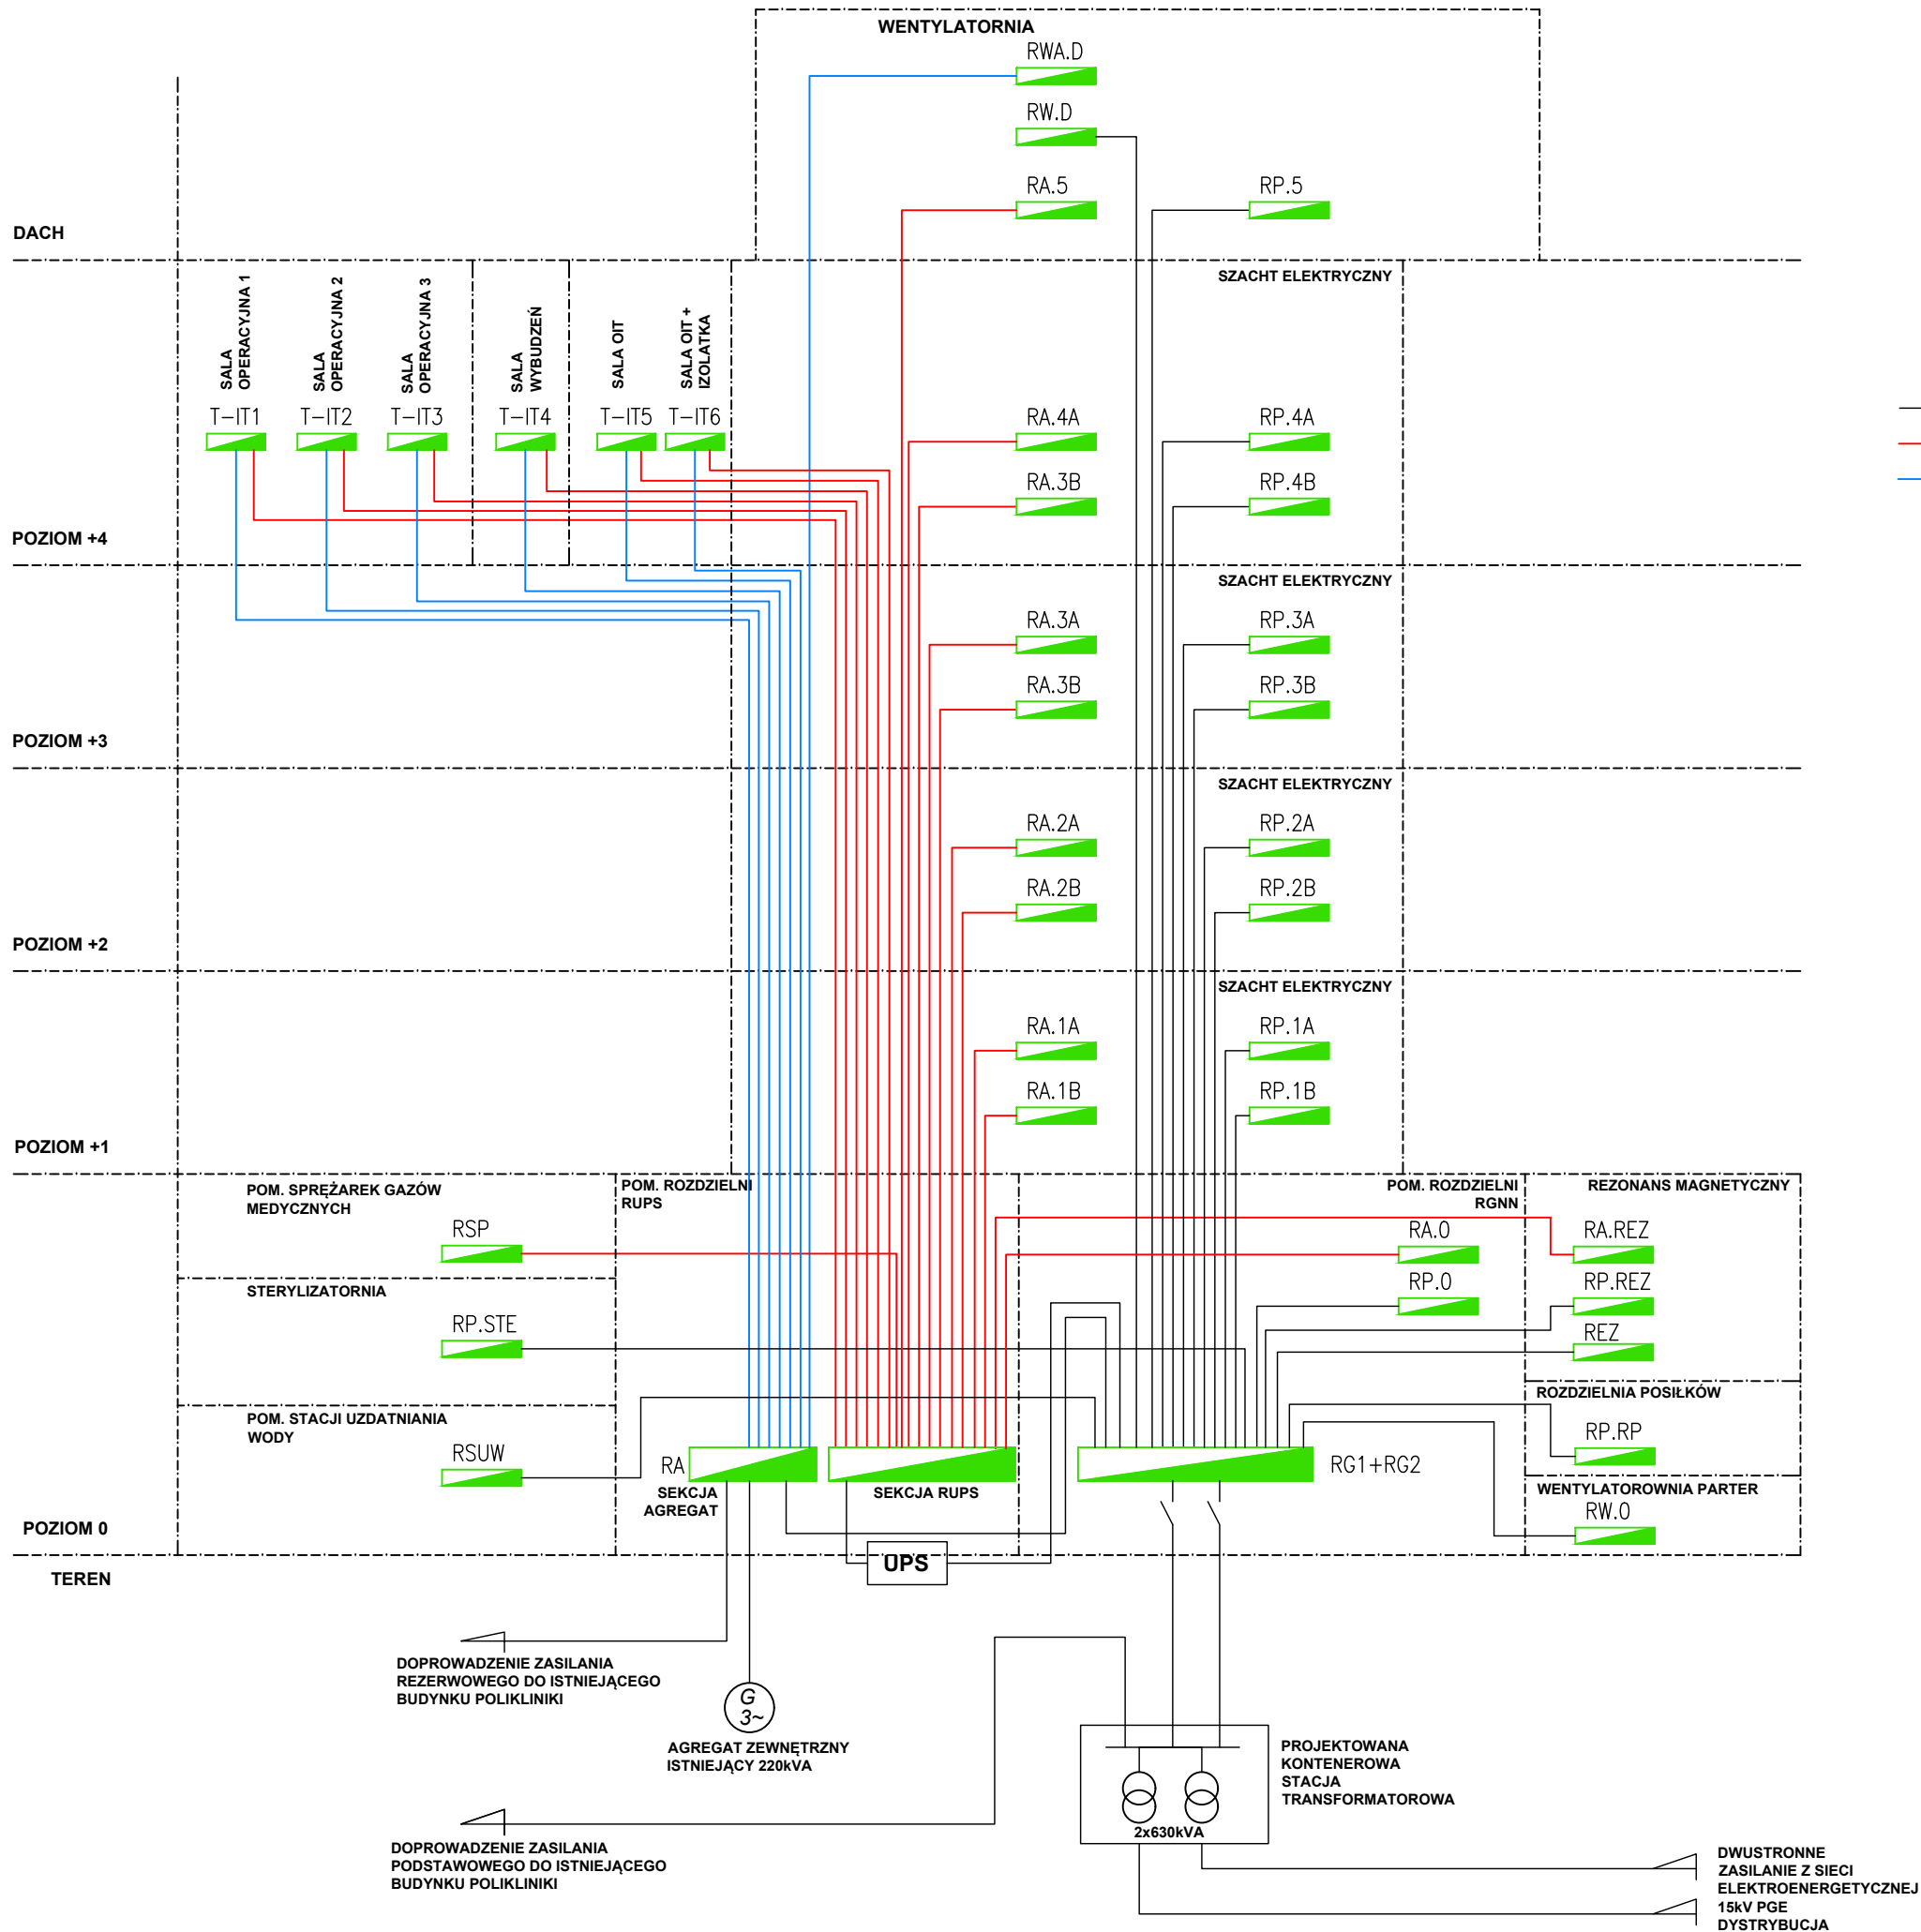 WENTYLATORNIA
RWA.D
RW.D
RA.5
RP.5
DACH
SZACHT ELEKTRYCZNY
SALA
OPERACYJNA 1
SALA
OPERACYJNA 2
SALA
OPERACYJNA 3
SALA
WYBUDZEŃ
SALA OIT
SALA OIT +
IZOLATKA
T-IT1
T-IT2
T-IT3
T-IT4
T-IT5
T-IT6
RA.4A
RP.4A
RA.3B
RP.4B
POZIOM +4
SZACHT ELEKTRYCZNY
RA.3A
RP.3A
RA.3B
RP.3B
POZIOM +3
SZACHT ELEKTRYCZNY
RA.2A
RP.2A
RA.2B
RP.2B
POZIOM +2
SZACHT ELEKTRYCZNY
RA.1A
RP.1A
RA.1B
RP.1B
POZIOM +1
POM. SPRĘŻAREK GAZÓW
MEDYCZNYCH
RSP
POM. ROZDZIELNI
RUPS
POM. ROZDZIELNI
RGNN
REZONANS MAGNETYCZNY
RA.0
RA.REZ
STERYLIZATORNIA
RP.0
RP.REZ
RP.STE
REZ
ROZDZIELNIA POSIŁKÓW
POM. STACJI UZDATNIANIA
WODY
RP.RP
RSUW
RA
RG1+RG2
SEKCJA
AGREGAT
SEKCJA RUPS
WENTYLATOROWNIA PARTER
RW.0
POZIOM 0
UPS
TEREN
DOPROWADZENIE ZASILANIA
REZERWOWEGO DO ISTNIEJĄCEGO
BUDYNKU POLIKLINIKI
G
3~
AGREGAT ZEWNĘTRZNY
ISTNIEJĄCY 220kVA
PROJEKTOWANA
KONTENEROWA
STACJA
TRANSFORMATOROWA
2x630kVA
DOPROWADZENIE ZASILANIA
PODSTAWOWEGO DO ISTNIEJĄCEGO
BUDYNKU POLIKLINIKI
DWUSTRONNE
ZASILANIE Z SIECI
ELEKTROENERGETYCZNEJ
15kV PGE
DYSTRYBUCJA